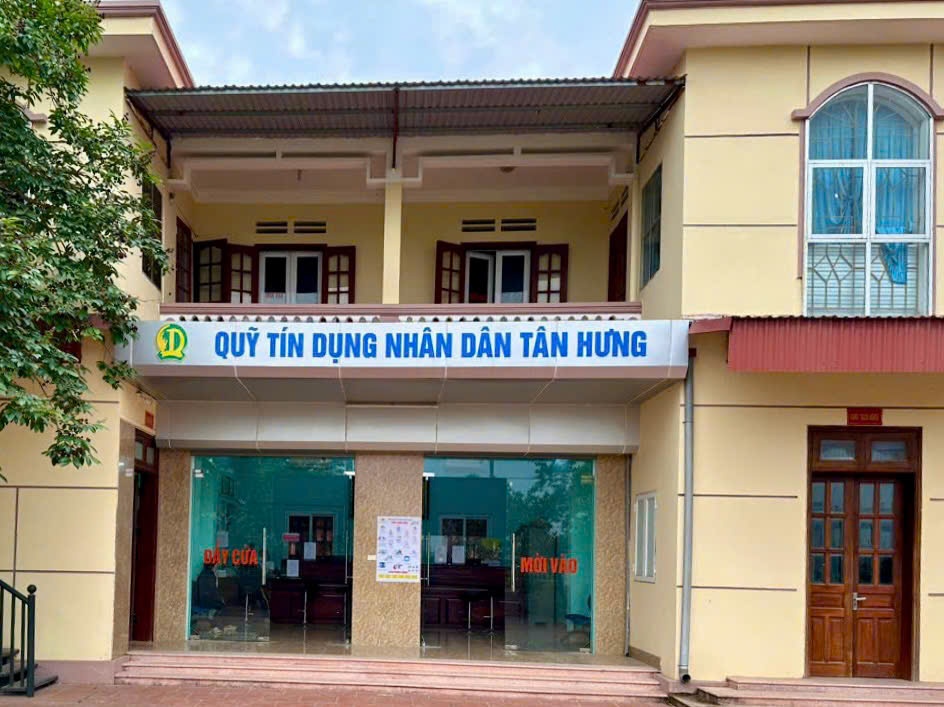 QUỸ TÍN DỤNG NHÂN DÂN TÂN HƯNG
ĐẨY CỬA
MỜI VÀO